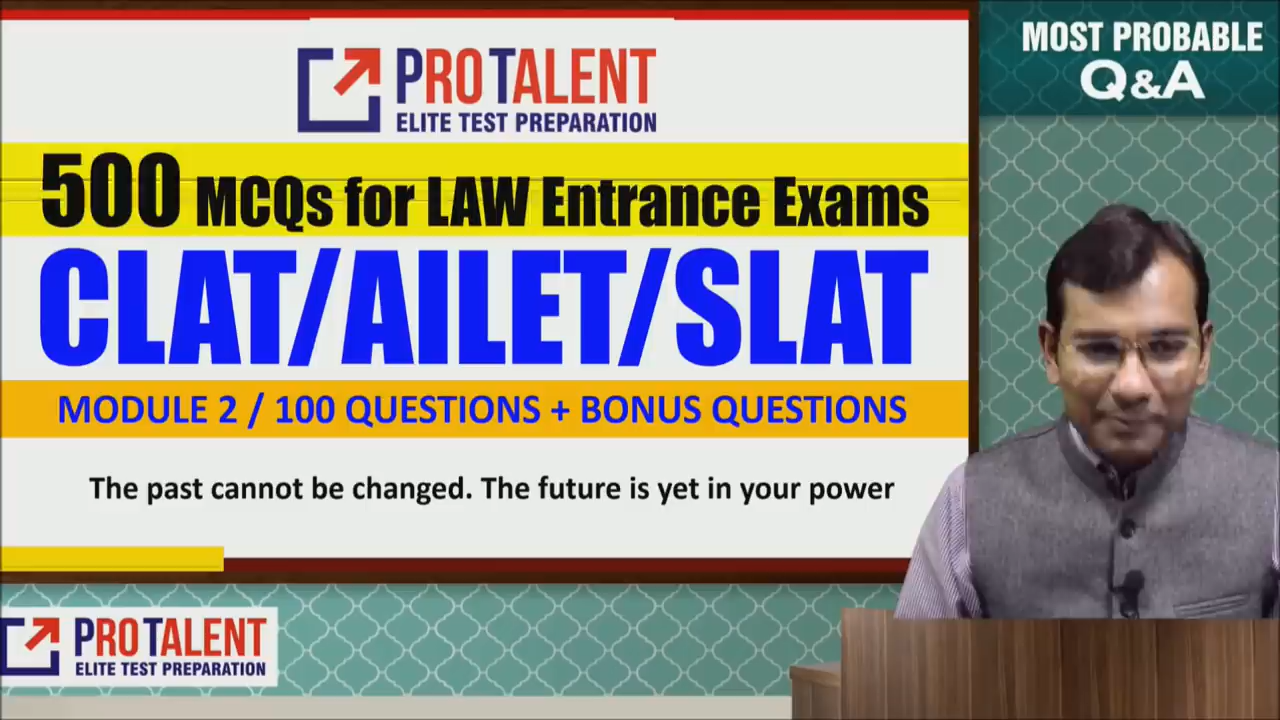 PROTALENT
ELITE TEST PREPARATION
500 MCQs for LAW Entrance Exams
CLAT/AILET/SLAT
MODULE 2 / 100 QUESTIONS + BONUS QUESTIONS
The past cannot be changed. The future is yet in your power
MOST PROBABLE
Q&A
PROTALENT
ELITE TEST PREPARATION